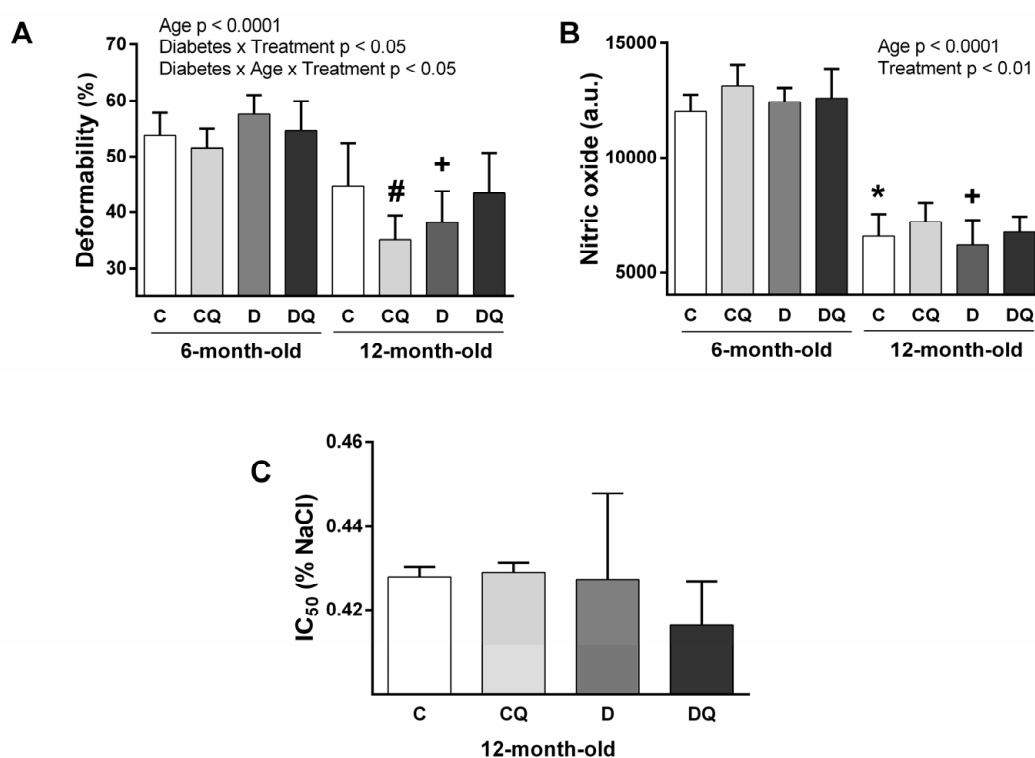 A
Age p < 0.0001
Diabetes x Treatment p < 0.05
Diabetes x Age x Treatment p < 0.05
Deformability (%)
70
60
50
40
30
#
+
C CQ D DQ C CQ D DQ
6-month-old 12-month-old
B
Age p < 0.0001
Treatment p < 0.01
Nitric oxide (a.u.)
15000
10000
5000
*
+
C CQ D DQ C CQ D DQ
6-month-old 12-month-old
C
IC50 (% NaCl)
0.46
0.44
0.42
C CQ D DQ
12-month-old